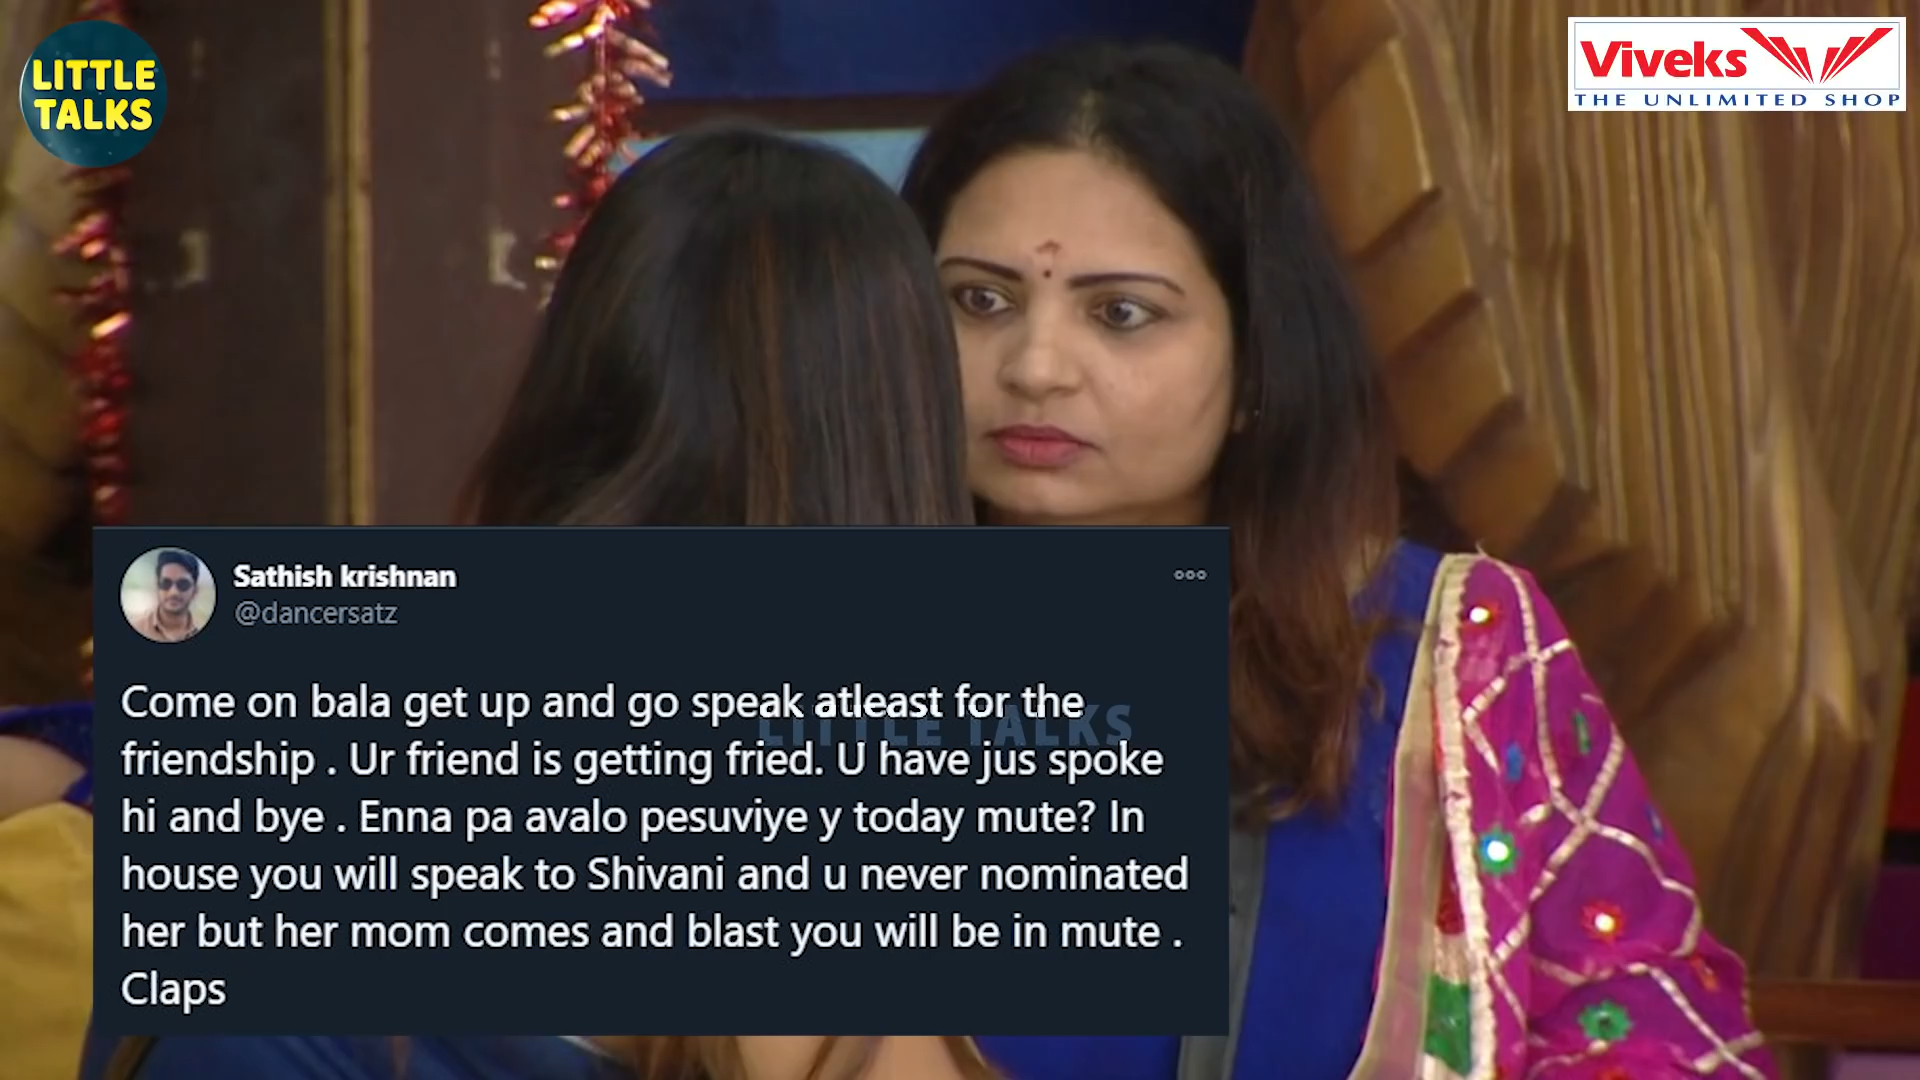 LITTLE
TALKS
Viveks
THE UNLIMITED SHOP
Sathish krishnan
@dancersatz
Come on bala get up and go speak atleast for the
friendship . Ur friend is getting fried. U have jus spoke
hi and bye . Enna pa avalo pesuviye y today mute? In
house you will speak to Shivani and u never nominated
her but her mom comes and blast you will be in mute .
Claps
LITTLE TALKS